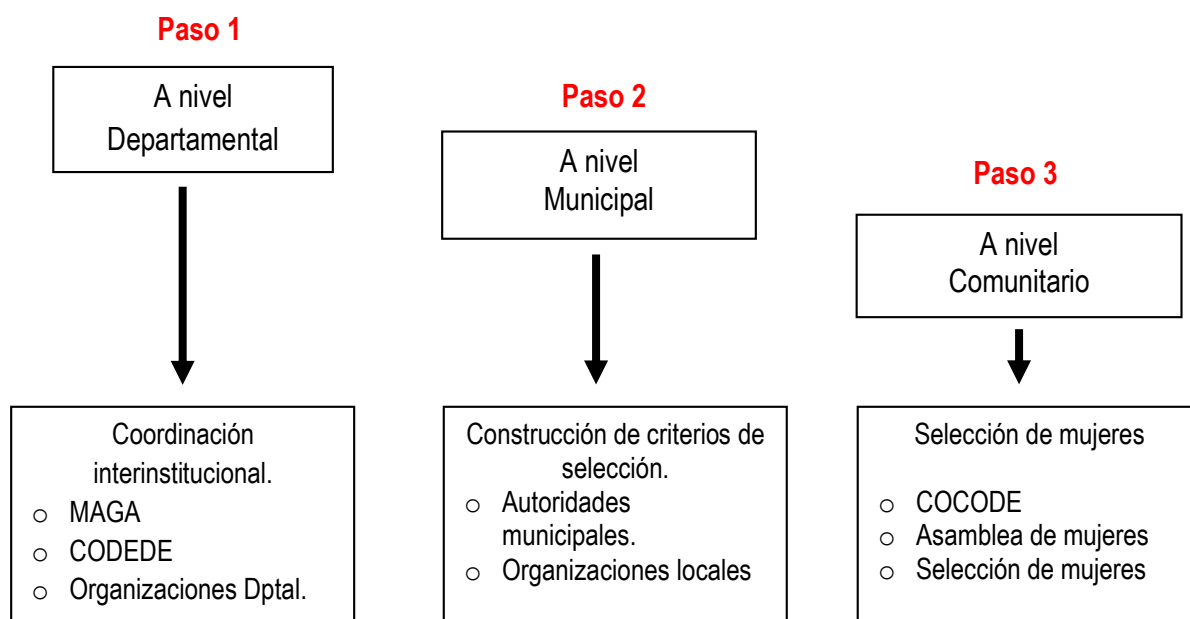 Paso 1
A nivel
Departamental
Coordinación
interinstitucional.
o MAGA
o CODEDE
o Organizaciones Dptal.
Paso 2
A nivel
Municipal
Construcción de criterios de
selección.
o Autoridades
municipales.
o Organizaciones locales
Paso 3
A nivel
Comunitario
Selección de mujeres
o COCODE
o Asamblea de mujeres
o Selección de mujeres